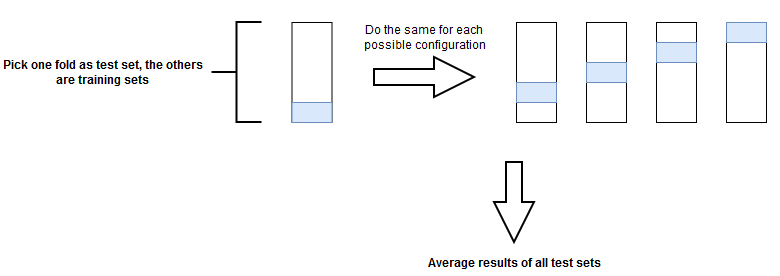 Do the same for each
possible configuration
Pick one fold as test set, the others
are training sets
Average results of all test sets